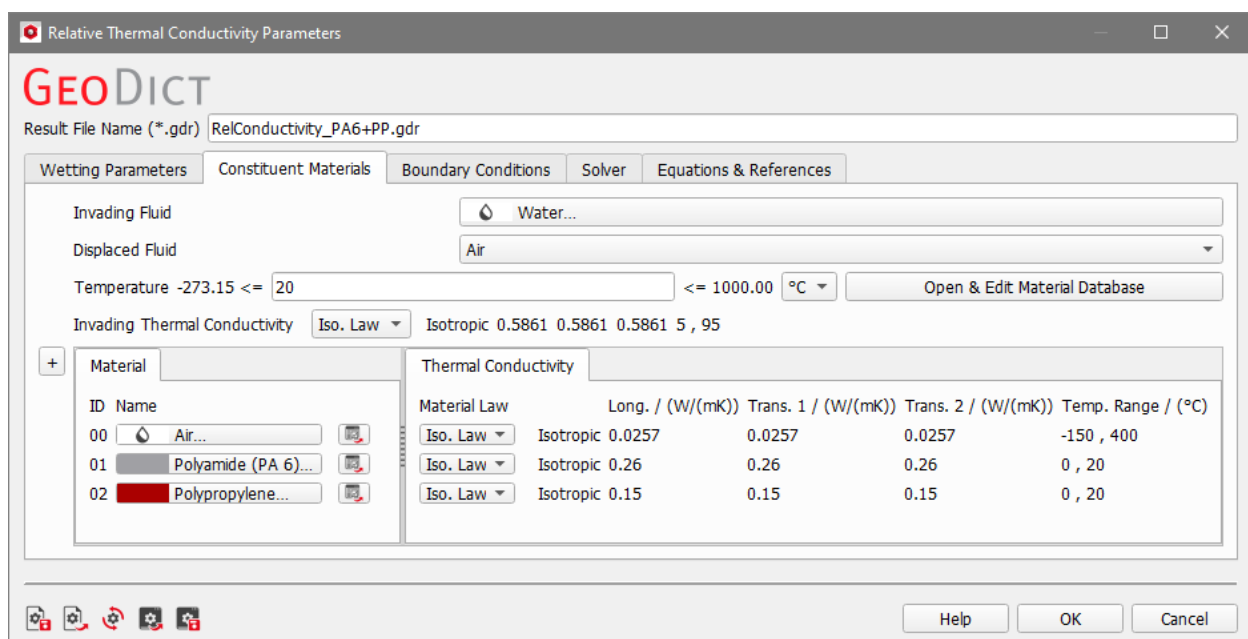 Relative Thermal Conductivity Parameters
GEODICT
Result File Name (*.gdr) RelConductivity_PA6+PP.gdr
Wetting Parameters Constituent Materials Boundary Conditions Solver Equations & References
Invading Fluid Water...
Displaced Fluid Air
Temperature -273.15 <= 20 <= 1000.00 °C Open & Edit Material Database
Invading Thermal Conductivity Iso. Law Isotropic 0.5861 0.5861 0.5861 5 , 95
+ Material Thermal Conductivity
ID Name Material Law Long. / (W/(mK)) Trans. 1 / (W/(mK)) Trans. 2 / (W/(mK)) Temp. Range / (°C)
00 Air... Iso. Law Isotropic 0.0257 0.0257 0.0257 -150 , 400
01 Polyamide (PA 6)... Iso. Law Isotropic 0.26 0.26 0.26 0 , 20
02 Polypropylene... Iso. Law Isotropic 0.15 0.15 0.15 0 , 20
Help OK Cancel